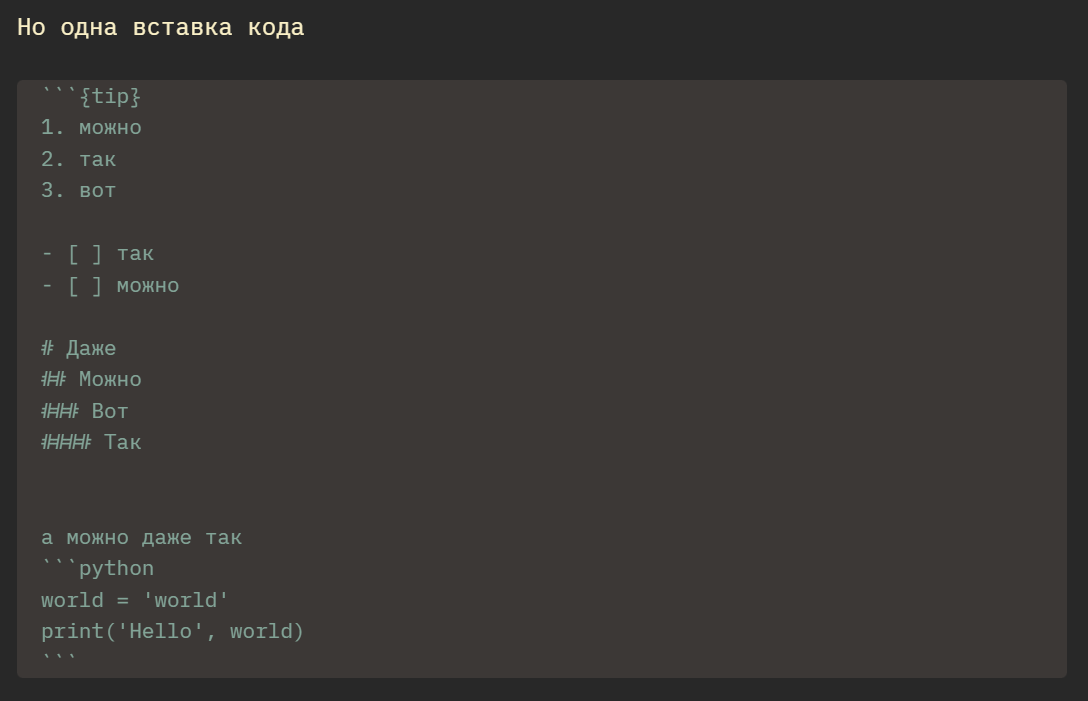 Но одна вставка кода
```{tip}
1. можно
2. так
3. вот
- [ ] так
- [ ] можно
# Даже
## Можно
### Вот
#### Так
а можно даже так
```python
world = 'world'
print('Hello', world)
```